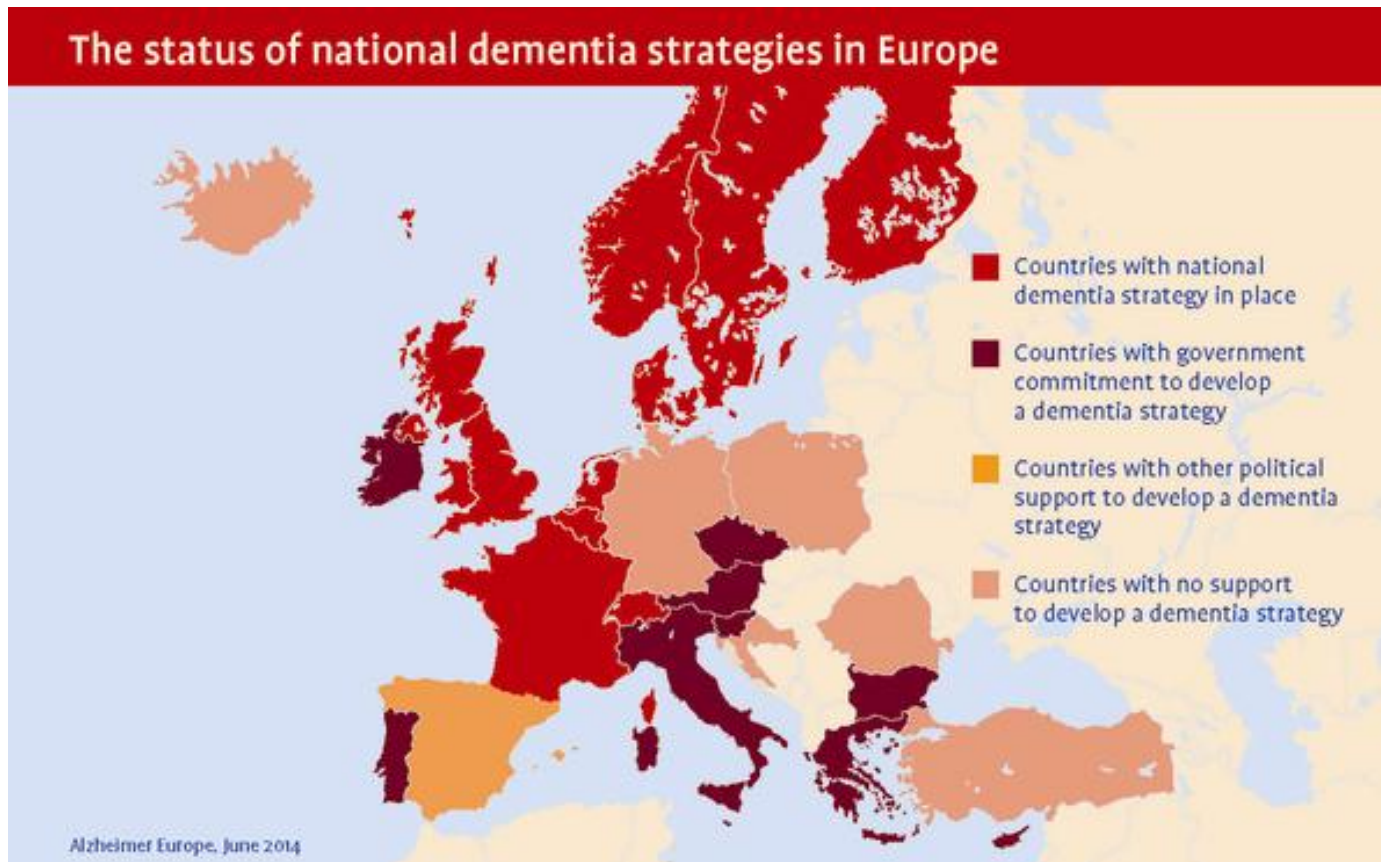 The status of national dementia strategies in Europe
Countries with national
dementia strategy in place
Countries with government
commitment to develop
a dementia strategy
Countries with other political
support to develop a dementia
strategy
Countries with no support
to develop a dementia strategy
Alzheimer Europe, June 2014